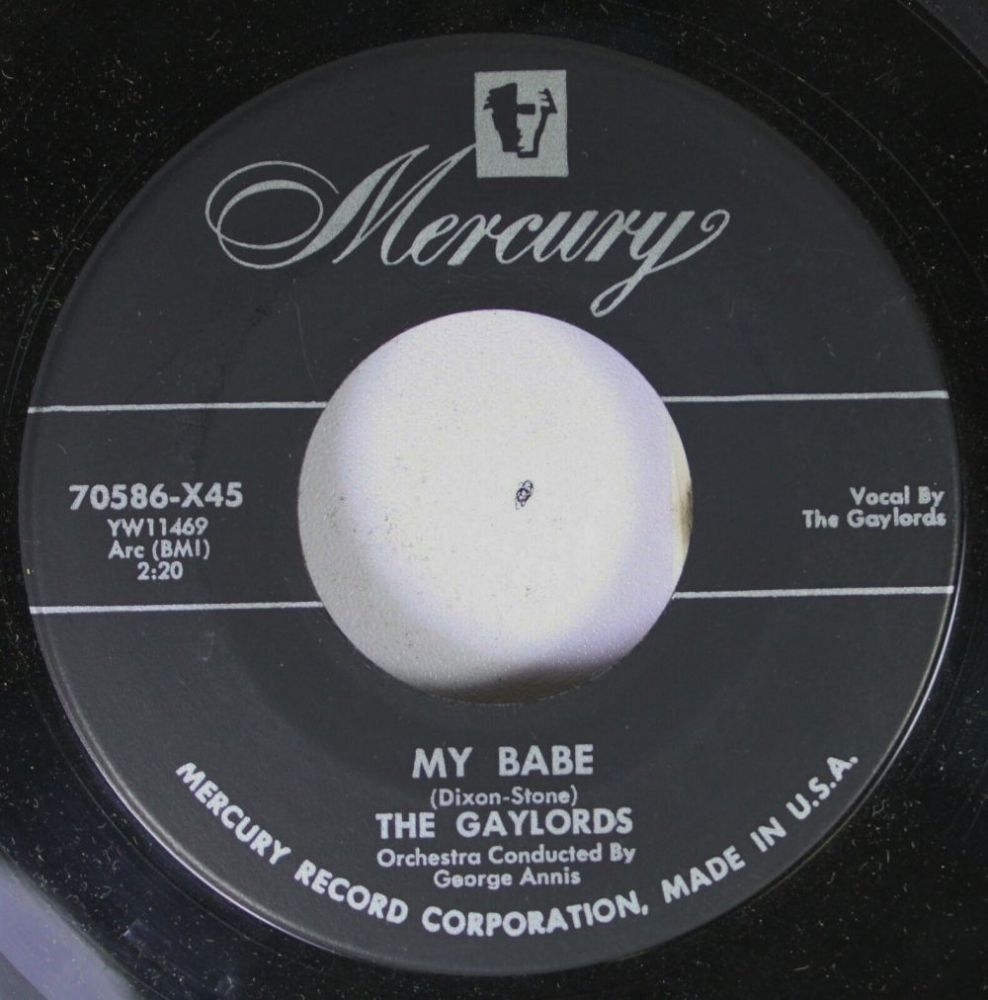 Mercury
70586-X45
YW11469
Arc (BMI)
2:20
Vocal By
The Gaylords
MY BABE
(Dixon-Stone)
THE GAYLORDS
Orchestra Conducted By
George Annis
MERCURY RECORD CORPORATION, MADE IN U.S.A.